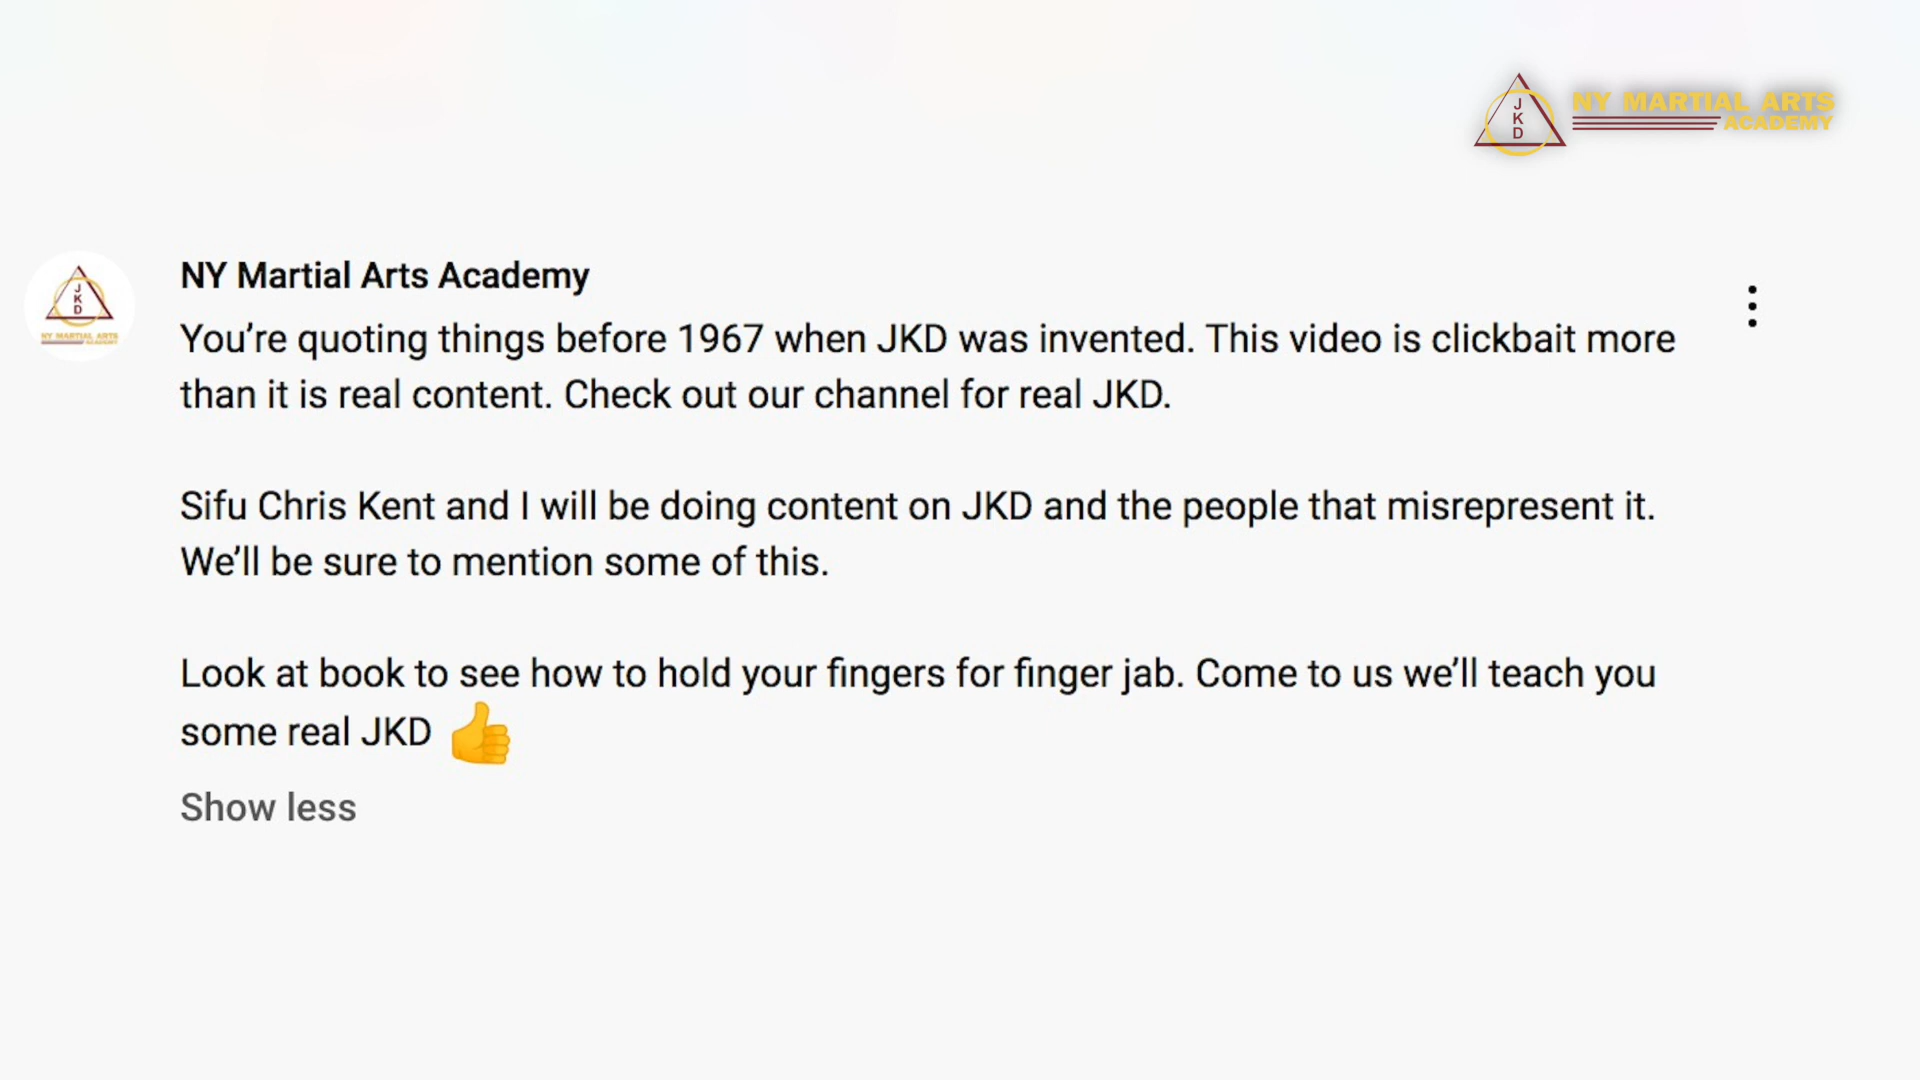 J
K
D
NY MARTIAL ARTS
ACADEMY
J
K
D
NY MARTIAL ARTS
ACADEMY
NY Martial Arts Academy
You’re quoting things before 1967 when JKD was invented. This video is clickbait more
than it is real content. Check out our channel for real JKD.
Sifu Chris Kent and I will be doing content on JKD and the people that misrepresent it.
We’ll be sure to mention some of this.
Look at book to see how to hold your fingers for finger jab. Come to us we’ll teach you
some real JKD 👍
Show less